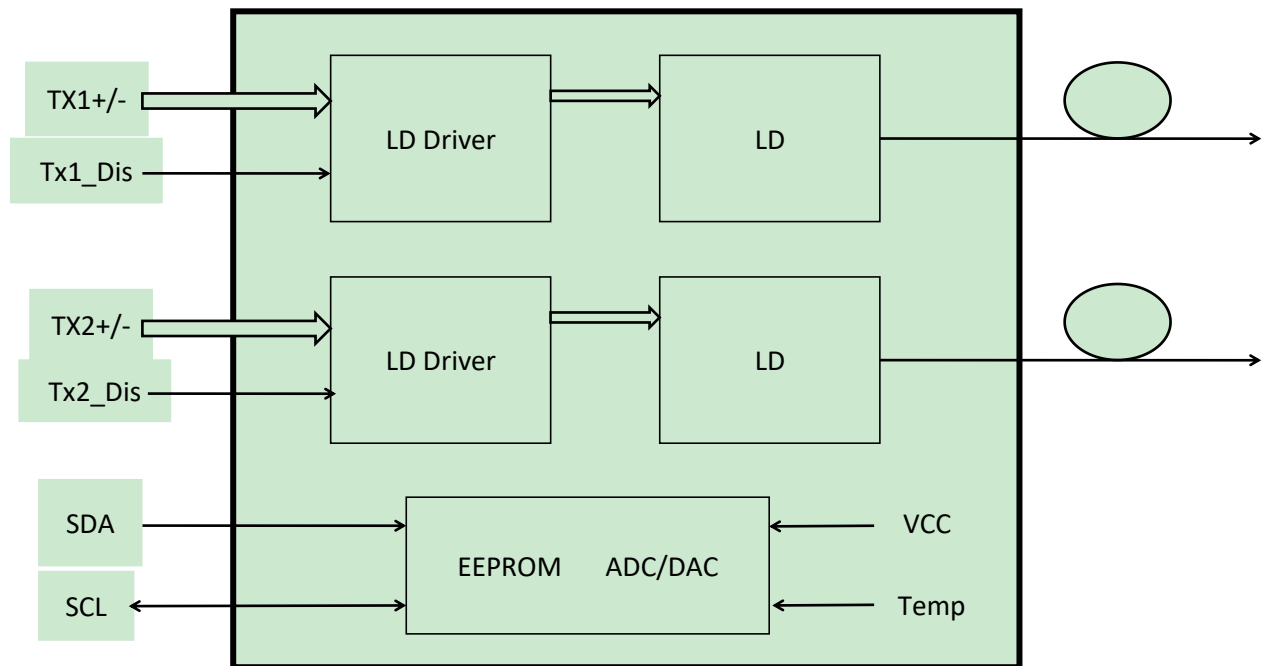 TX1+/-
LD Driver
LD
Tx1_Dis
TX2+/-
LD Driver
LD
Tx2_Dis
SDA
VCC
EEPROM ADC/DAC
SCL
Temp